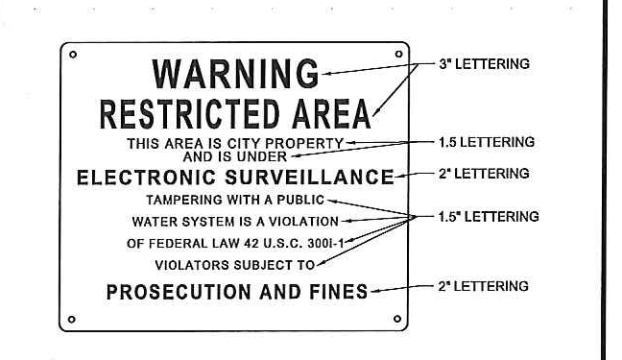 WARNING
RESTRICTED AREA
THIS AREA IS CITY PROPERTY
AND IS UNDER
ELECTRONIC SURVEILLANCE
TAMPERING WITH A PUBLIC
WATER SYSTEM IS A VIOLATION
OF FEDERAL LAW 42 U.S.C. 300I-1
VIOLATORS SUBJECT TO
PROSECUTION AND FINES
3" LETTERING
1.5 LETTERING
2" LETTERING
1.5" LETTERING
2" LETTERING